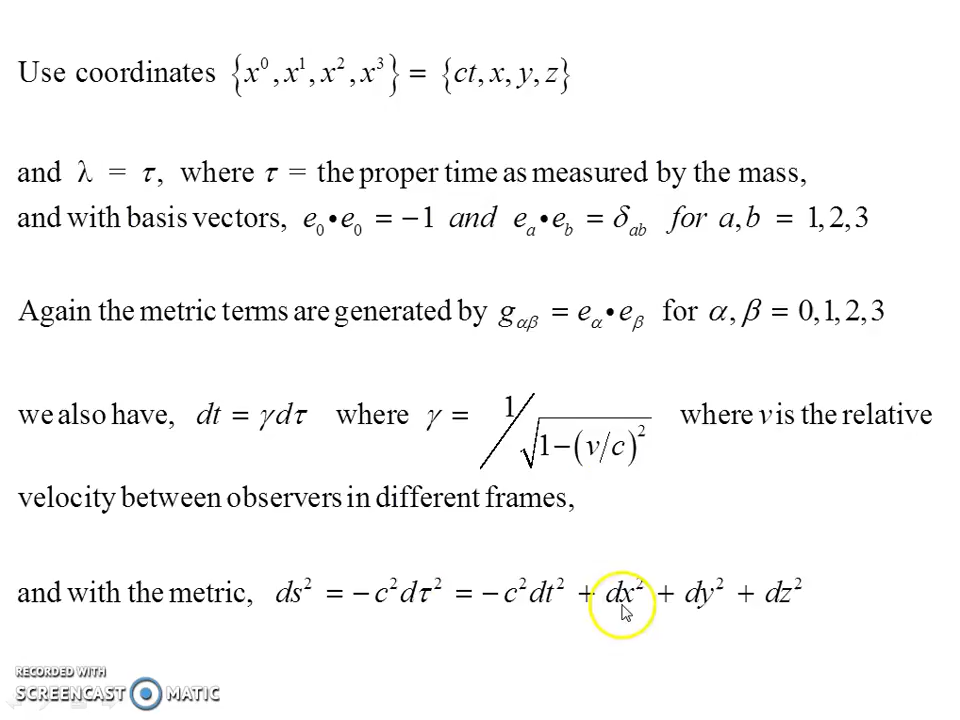 Use coordinates {x⁰, x¹, x², x³} = {ct, x, y, z}
and λ = τ, where τ = the proper time as measured by the mass,
and with basis vectors, e₀•e₀ = −1 and eₐ•e_b = δ_ab for a, b = 1, 2, 3
Again the metric terms are generated by g_αβ = e_α•e_β for α, β = 0, 1, 2, 3
we also have, dt = γdτ where γ = 1/√(1−(v/c)²) where v is the relative
velocity between observers in different frames,
and with the metric, ds² = −c²dτ² = −c²dt² + dx² + dy² + dz²
RECORDED WITH
SCREENCAST MATIC